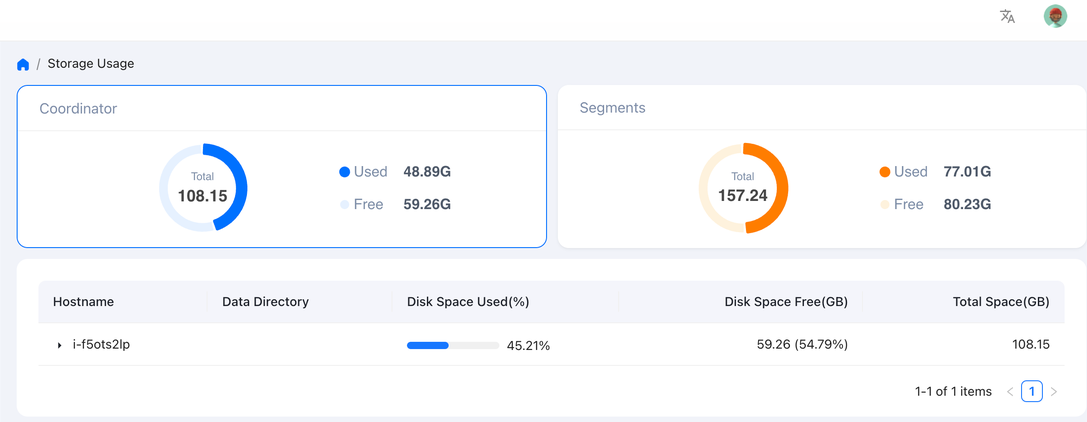 / Storage Usage
Coordinator
Total
108.15
Used 48.89G
Free 59.26G
Segments
Total
157.24
Used 77.01G
Free 80.23G
Hostname Data Directory Disk Space Used(%) Disk Space Free(GB) Total Space(GB)
i-f5ots2lp 45.21% 59.26 (54.79%) 108.15
1-1 of 1 items < 1 >